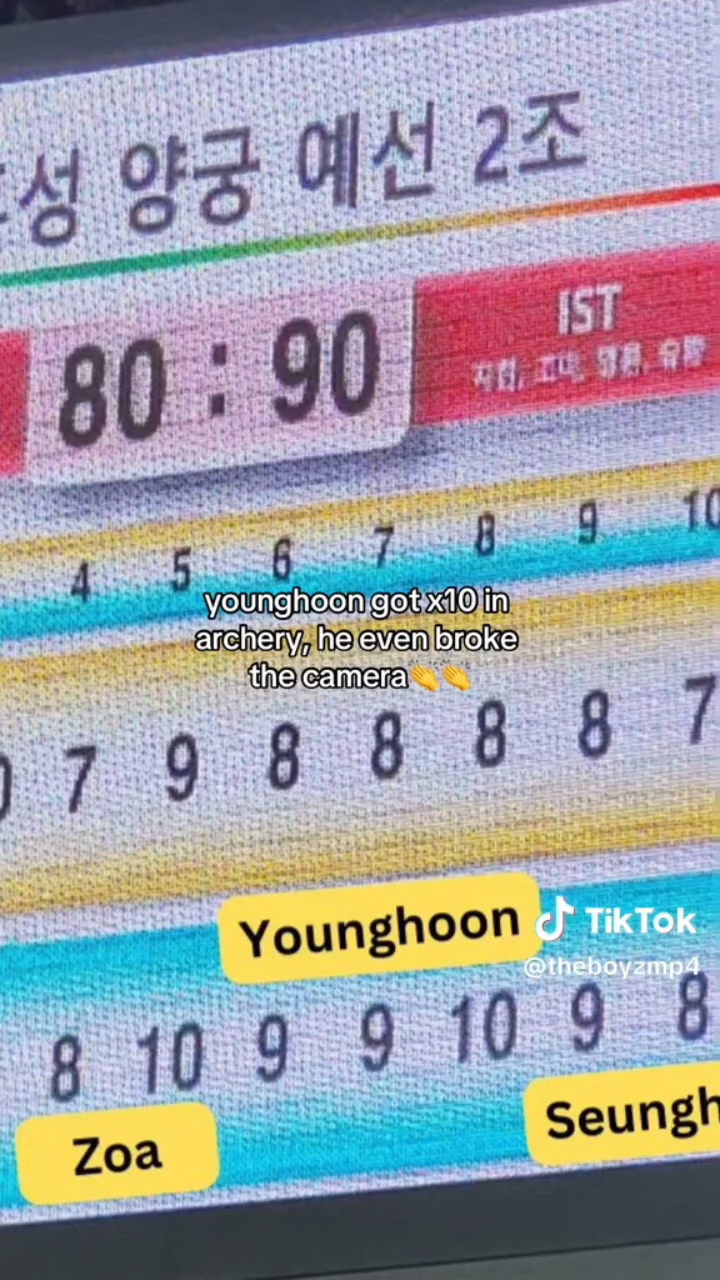 성 양궁 예선 2조
80 : 90
IST
4 5 6 7 8 9 10
younghoon got x10 in
archery, he even broke
the camera👏👏
7 9 8 8 8 8 7
Younghoon
TikTok
@theboyzmp4
8 10 9 9 10 9 8
Zoa
Seungh